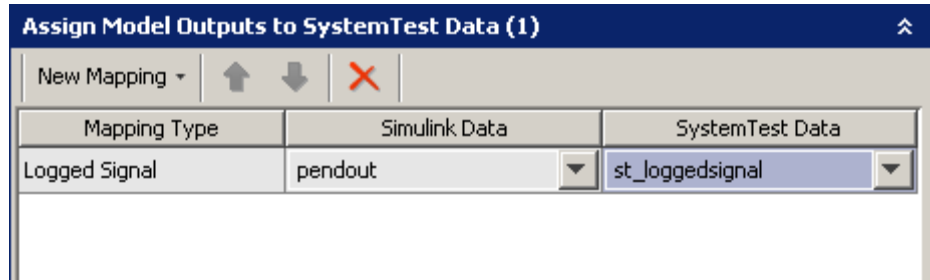 Assign Model Outputs to SystemTest Data (1)
New Mapping
Mapping Type Simulink Data SystemTest Data
Logged Signal pendout st_loggedsignal